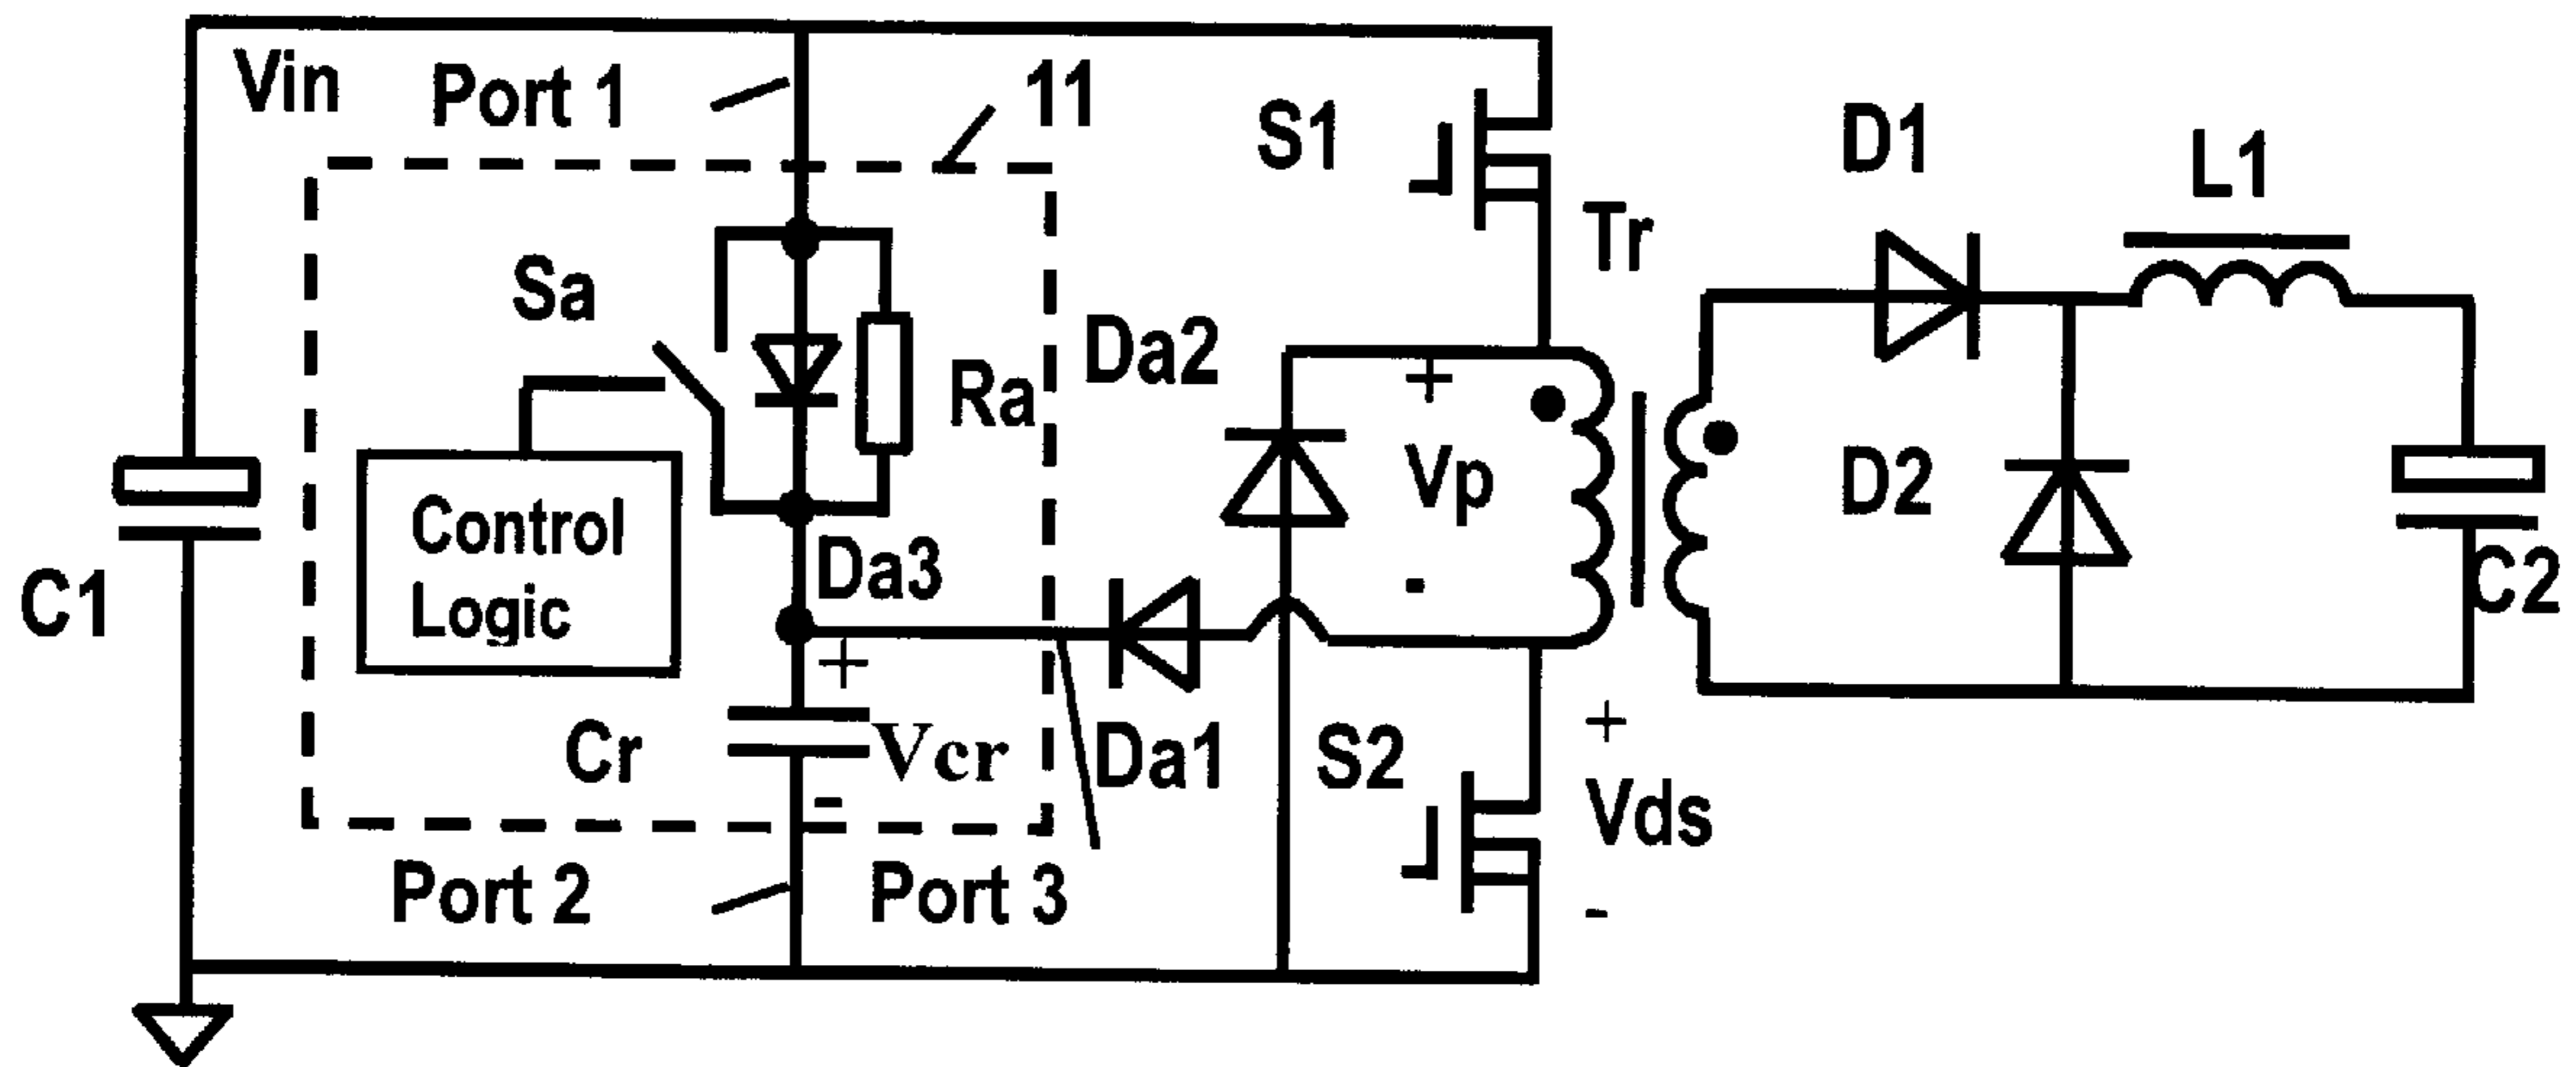 Vin
Port 1
11
S1
D1
L1
Tr
Sa
Da2
Ra
+
Vp
-
D2
Control
Logic
Da3
C1
C2
+
Cr
Vcr
-
Da1
S2
+
Vds
-
Port 2
Port 3